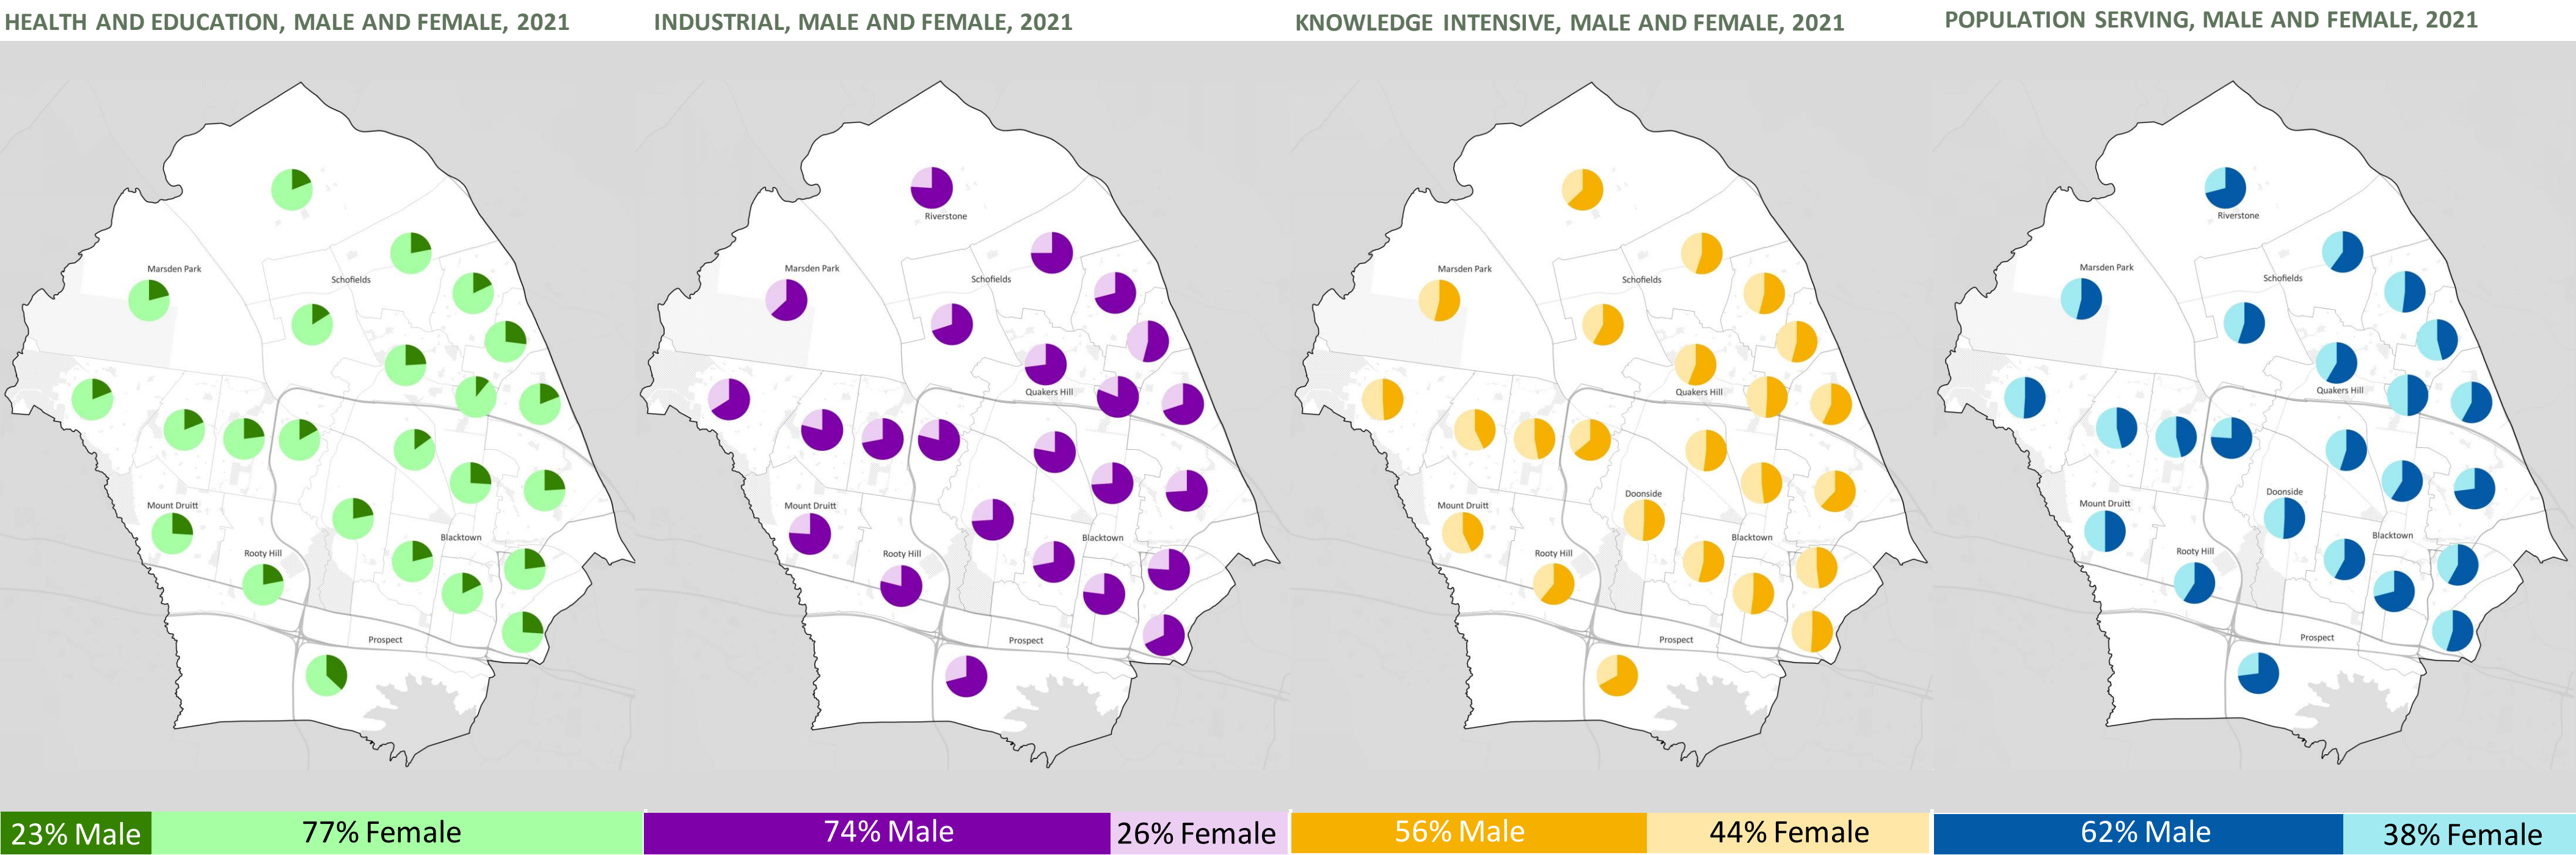 HEALTH AND EDUCATION, MALE AND FEMALE, 2021
Marsden Park
Schofields
Mount Druitt
Rooty Hill
Blacktown
Prospect
23% Male
77% Female
INDUSTRIAL, MALE AND FEMALE, 2021
Riverstone
Marsden Park
Schofields
Quakers Hill
Mount Druitt
Rooty Hill
Blacktown
Prospect
74% Male
26% Female
KNOWLEDGE INTENSIVE, MALE AND FEMALE, 2021
Marsden Park
Schofields
Quakers Hill
Doonside
Mount Druitt
Rooty Hill
Blacktown
Prospect
56% Male
44% Female
POPULATION SERVING, MALE AND FEMALE, 2021
Riverstone
Marsden Park
Schofields
Quakers Hill
Doonside
Mount Druitt
Rooty Hill
Blacktown
Prospect
62% Male
38% Female